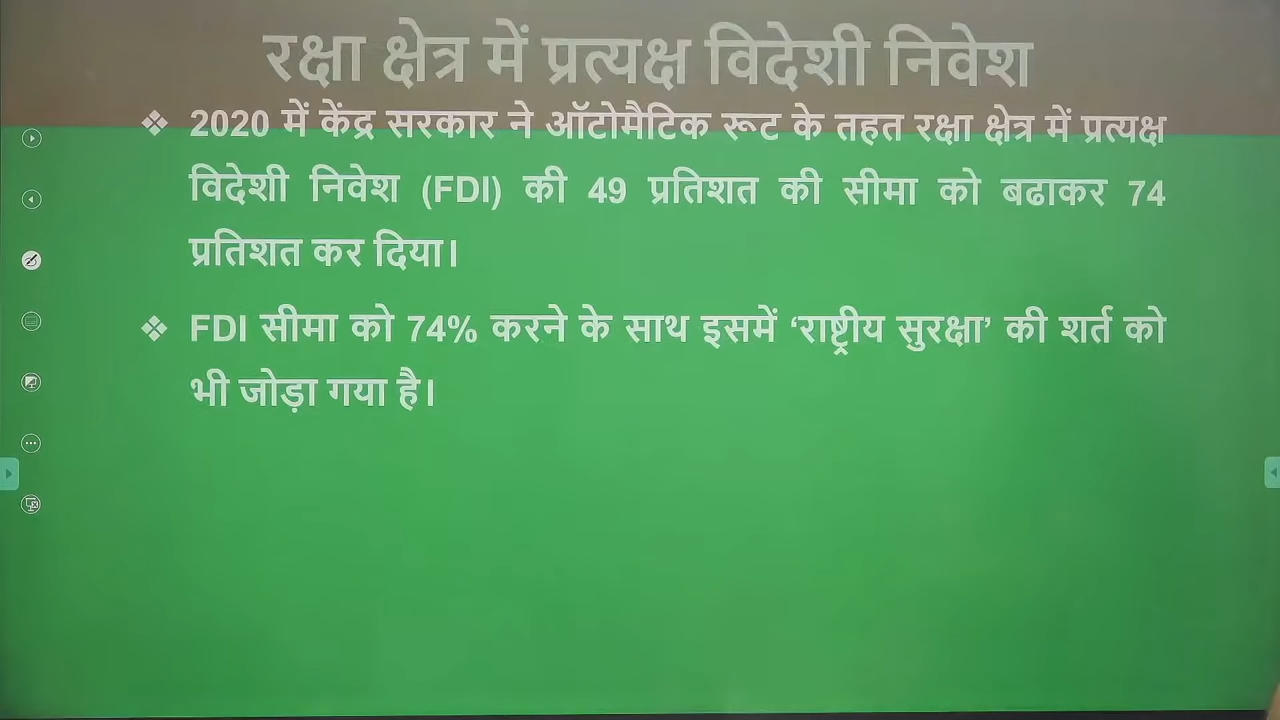 रक्षा क्षेत्र में प्रत्यक्ष विदेशी निवेश
❖ 2020 में केंद्र सरकार ने ऑटोमैटिक रूट के तहत रक्षा क्षेत्र में प्रत्यक्ष
विदेशी निवेश (FDI) की 49 प्रतिशत की सीमा को बढाकर 74
प्रतिशत कर दिया।
❖ FDI सीमा को 74% करने के साथ इसमें ‘राष्ट्रीय सुरक्षा’ की शर्त को
भी जोड़ा गया है।